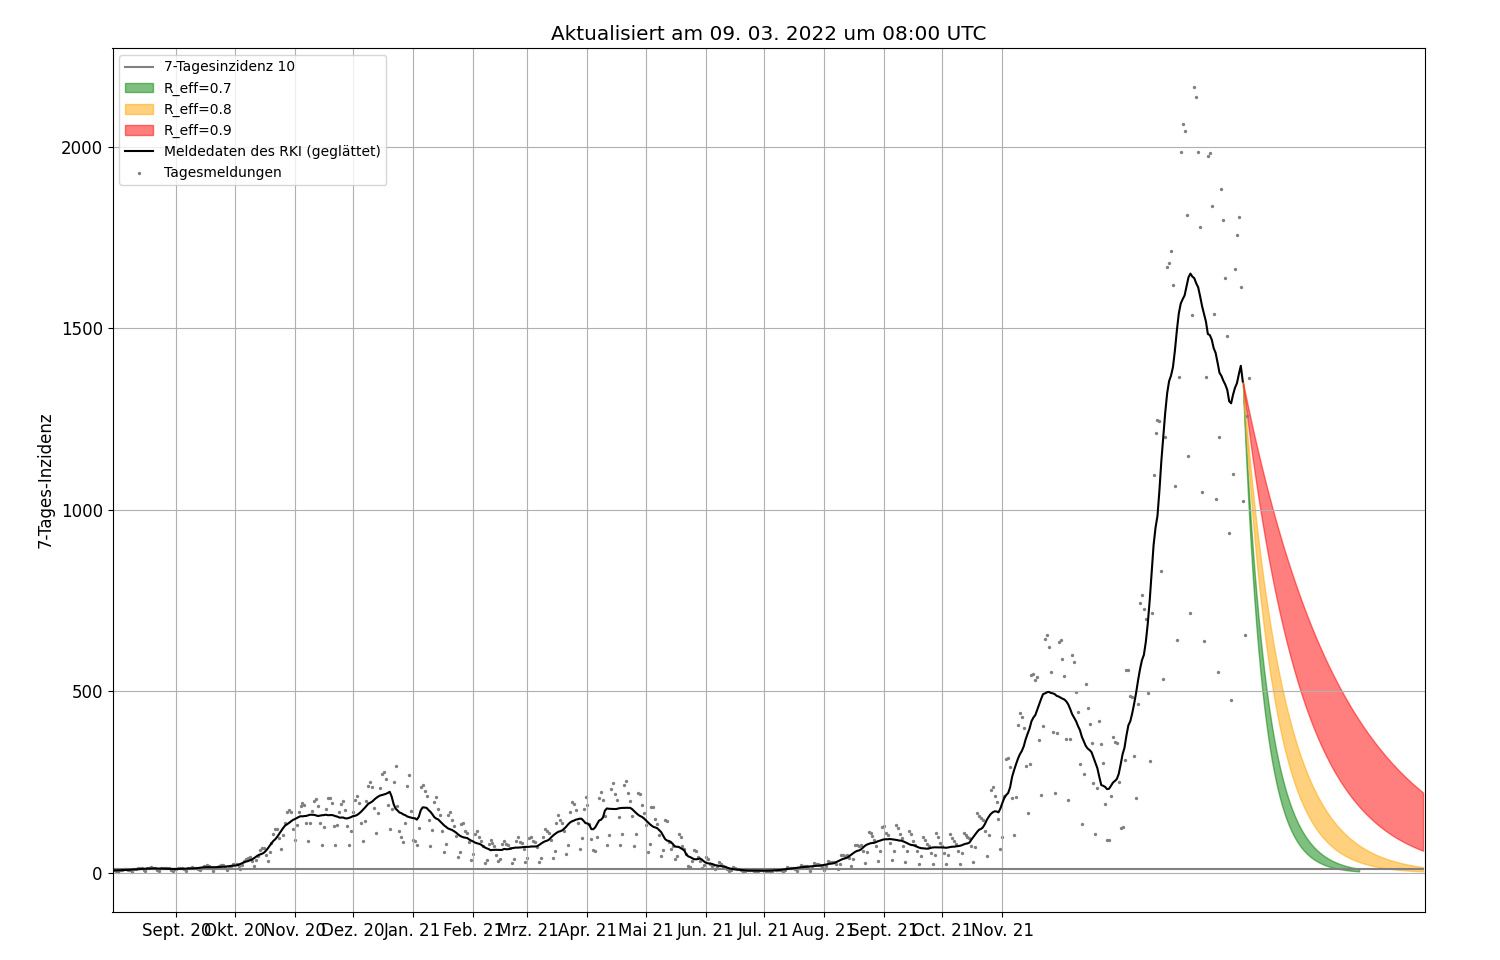 Aktualisiert am 09. 03. 2022 um 08:00 UTC
7-Tagesinzidenz 10
R_eff=0.7
R_eff=0.8
R_eff=0.9
Meldedaten des RKI (geglättet)
Tagesmeldungen
7-Tages-Inzidenz
2000
1500
1000
500
0
Sept. 20 Okt. 20 Nov. 20 Dez. 20 Jan. 21 Feb. 21 Mrz. 21 Apr. 21 Mai 21 Jun. 21 Jul. 21 Aug. 21 Sept. 21 Oct. 21 Nov. 21